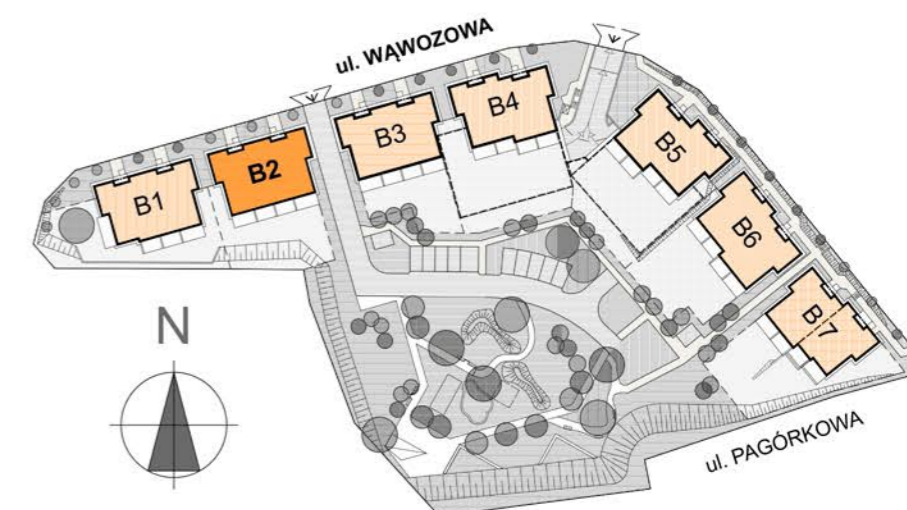 ul. WĄWOZOWA
B4
B3
B5
B2
B1
B6
B7
N
ul. PAGÓRKOWA